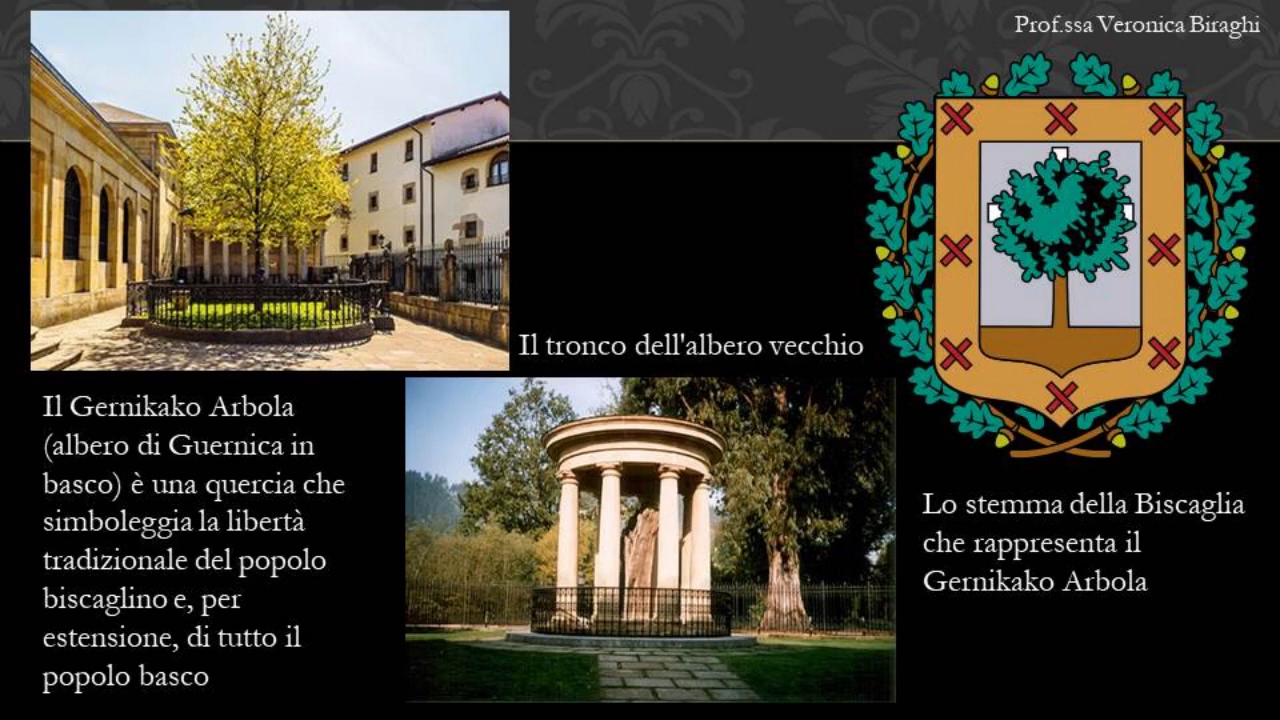 Prof.ssa Veronica Biraghi
Il tronco dell'albero vecchio
Il Gernikako Arbola
(albero di Guernica in
basco) è una quercia che
simboleggia la libertà
tradizionale del popolo
biscaglino e, per
estensione, di tutto il
popolo basco
Lo stemma della Biscaglia
che rappresenta il
Gernikako Arbola